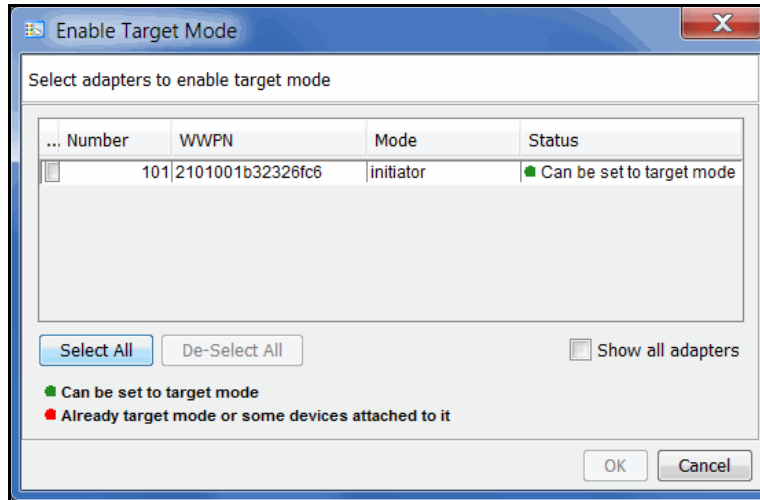 Enable Target Mode
X
Select adapters to enable target mode
... Number WWPN Mode Status
101 2101001b32326fc6 initiator Can be set to target mode
Select All De-Select All Show all adapters
Can be set to target mode
Already target mode or some devices attached to it
OK Cancel